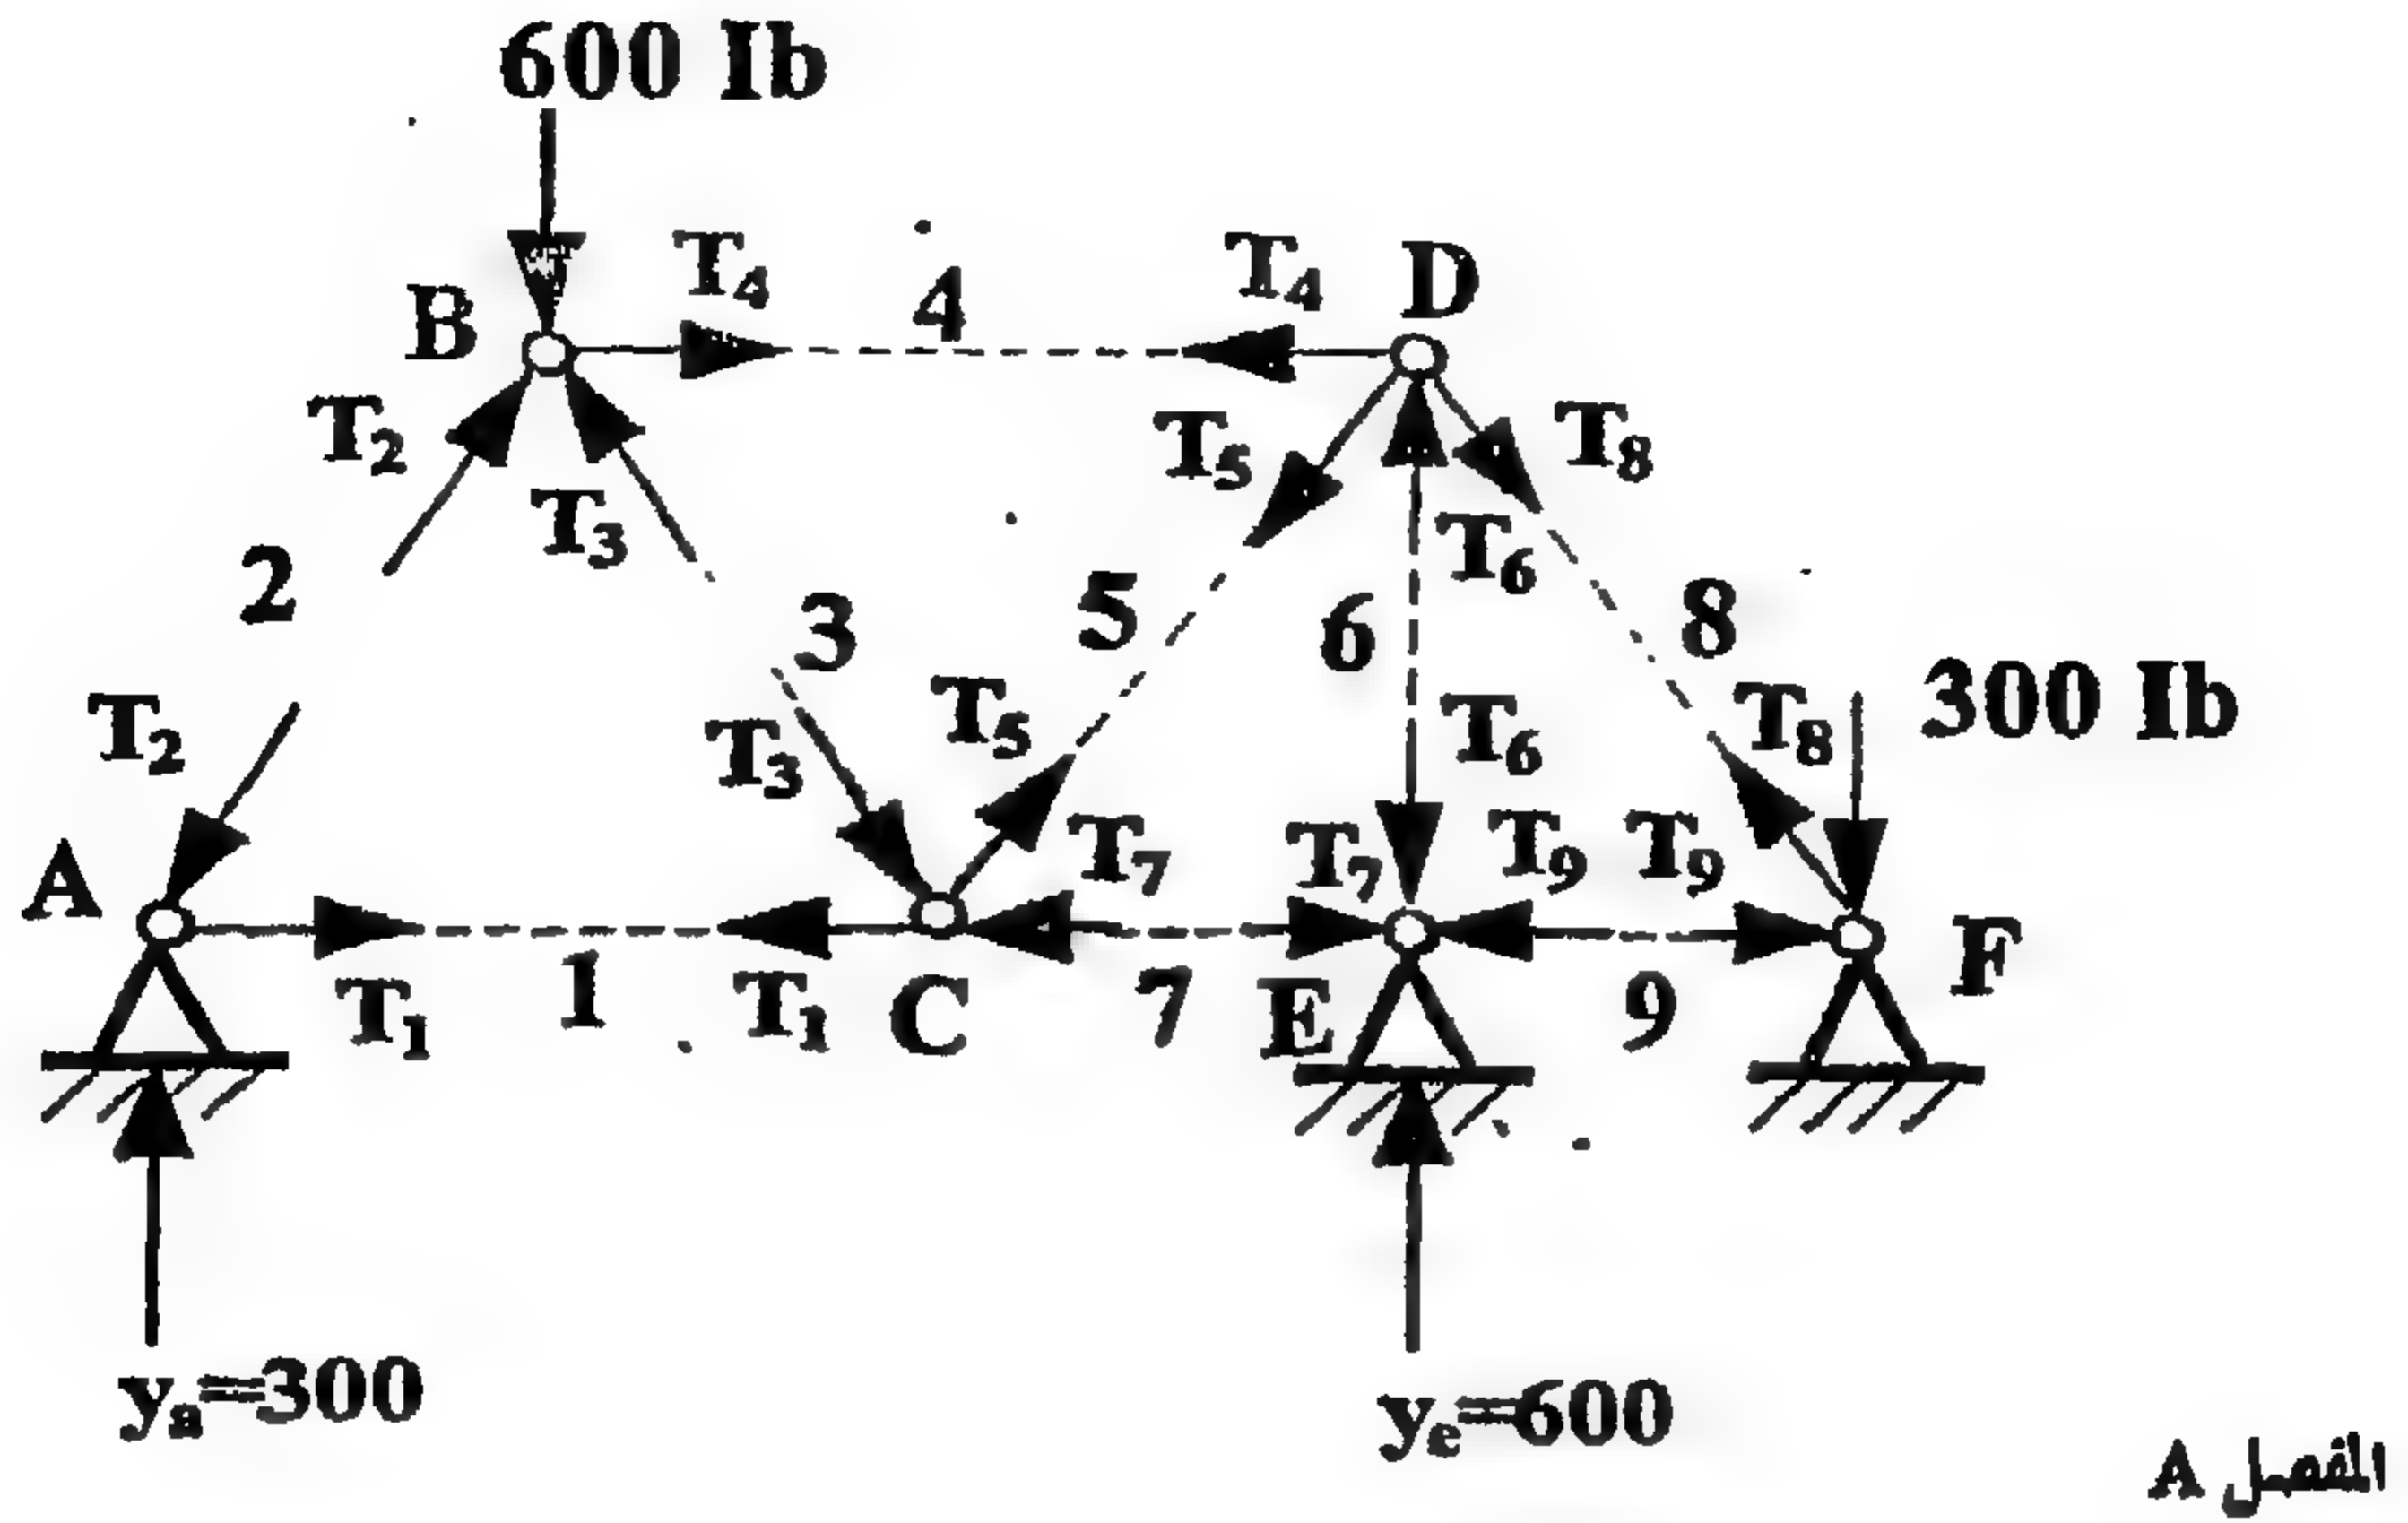 600 Ib
B T₄ 4 T₄ D
T₂ T₃ T₅ T₆ T₈
2 3 5 6 8
T₂ T₃ T₅ T₆ T₈ 300 Ib
A T₇ T₇ T₉ T₉ F
T₁ 1 T₁ C 7 E 9
yₐ=300 yₑ=600
المفصل A